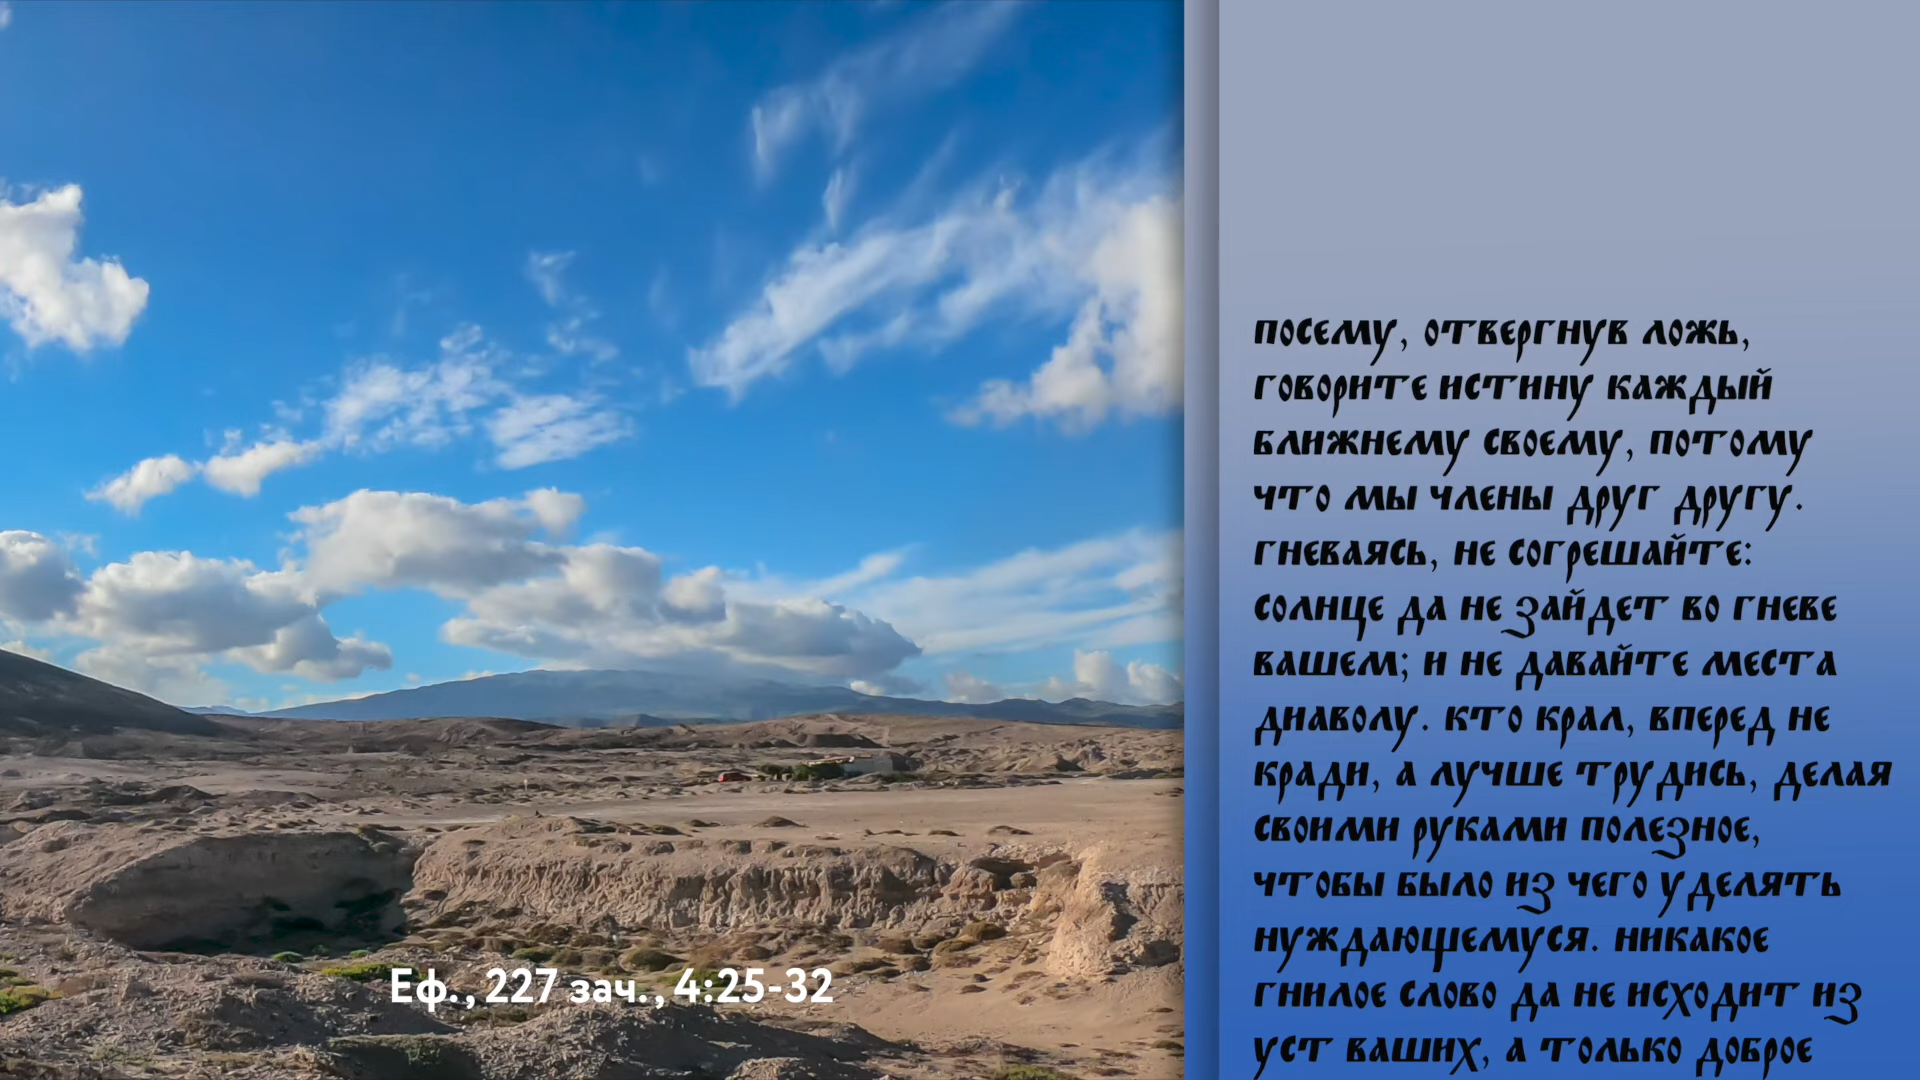 Еф., 227 зач., 4:25-32
посему, отвергнув ложь,
говорите истину каждый
ближнему своему, потому
что мы члены друг другу.
гневаясь, не согрешайте:
солнце да не зайдет во гневе
вашем; и не давайте места
диаволу. кто крал, вперед не
кради, а лучше трудись, делая
своими руками полезное,
чтобы было из чего уделять
нуждающемуся. никакое
гнилое слово да не исходит из
уст ваших, а только доброе